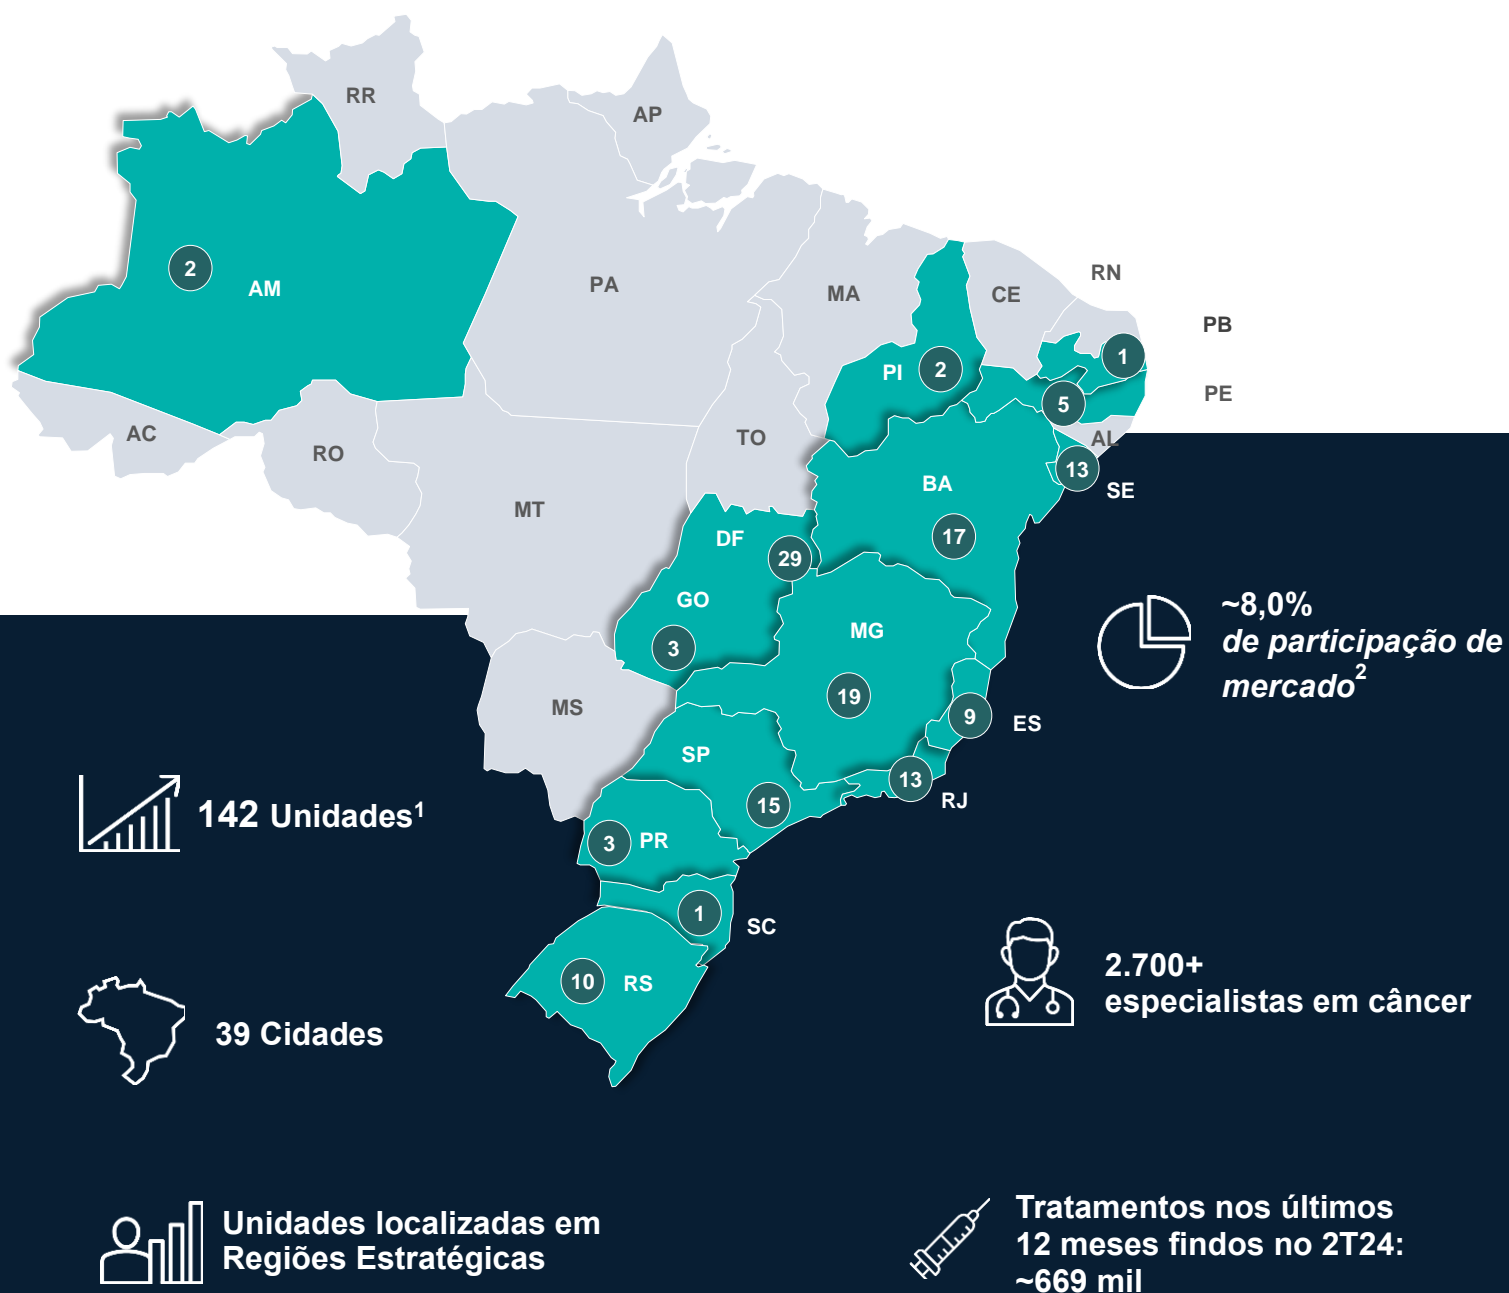 RR
AP
2
AM
PA
MA
CE
RN
PB
1
PI
2
PE
5
AC
RO
TO
AL
13
SE
BA
17
MT
DF
29
GO
3
MG
19
MS
9
ES
SP
13
RJ
15
3
PR
1
SC
10
RS
~8,0%
de participação de
mercado²
142 Unidades¹
39 Cidades
2.700+
especialistas em câncer
Unidades localizadas em
Regiões Estratégicas
Tratamentos nos últimos
12 meses findos no 2T24:
~669 mil